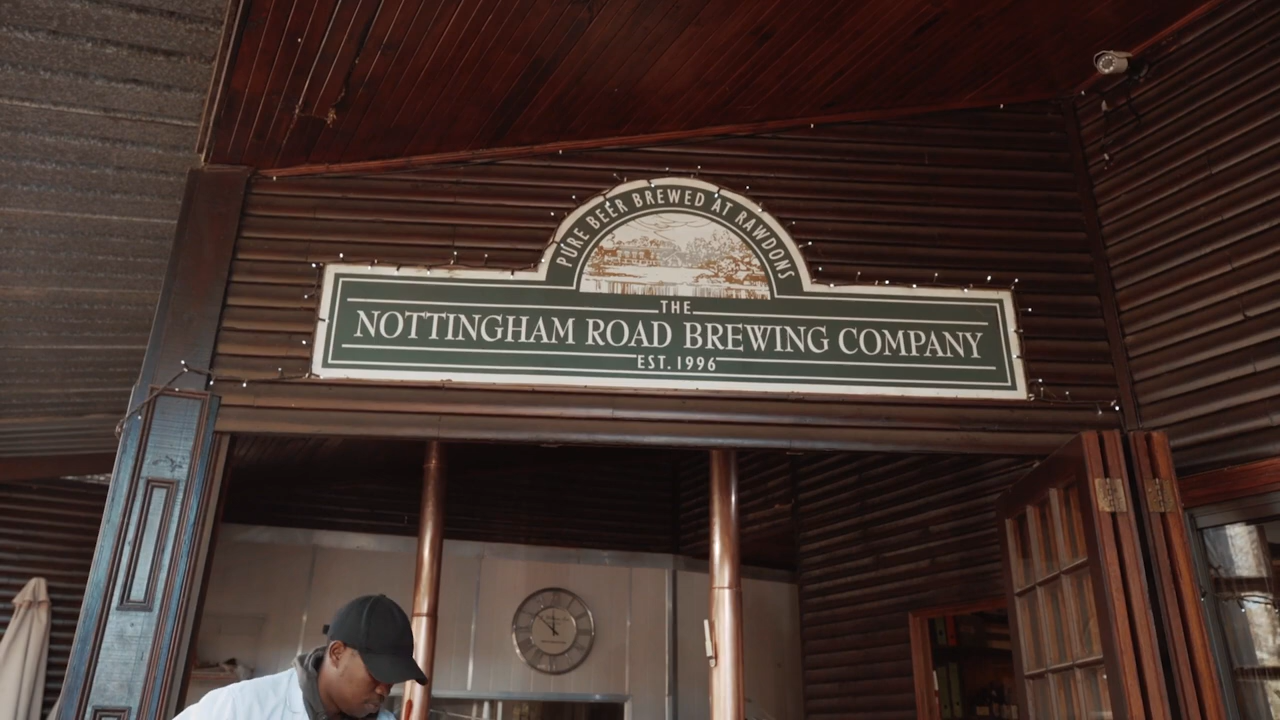 PURE BEER BREWED AT RAWDONS
THE
NOTTINGHAM ROAD BREWING COMPANY
EST. 1996